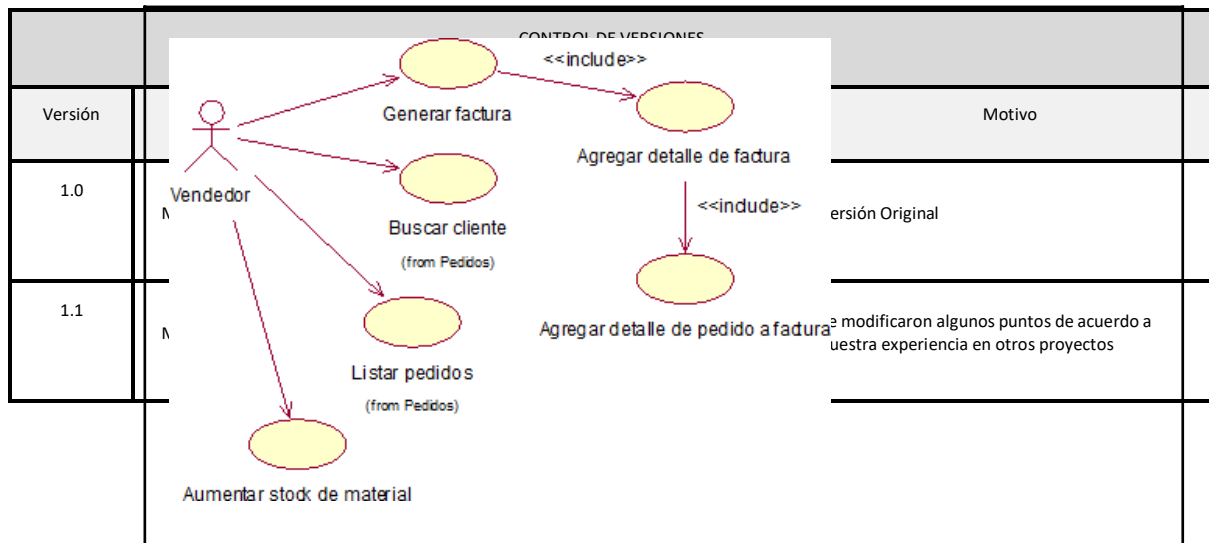 CONTROL DE VERSIONES
<<include>>
Versión
Generar factura
Motivo
Agregar detalle de factura
1.0
Vendedor
<<include>>
ersión Original
Buscar cliente
(from Pedidos)
1.1
Agregar detalle de pedido a factura
e modificaron algunos puntos de acuerdo a
uestra experiencia en otros proyectos
Listar pedidos
(from Pedidos)
Aumentar stock de material